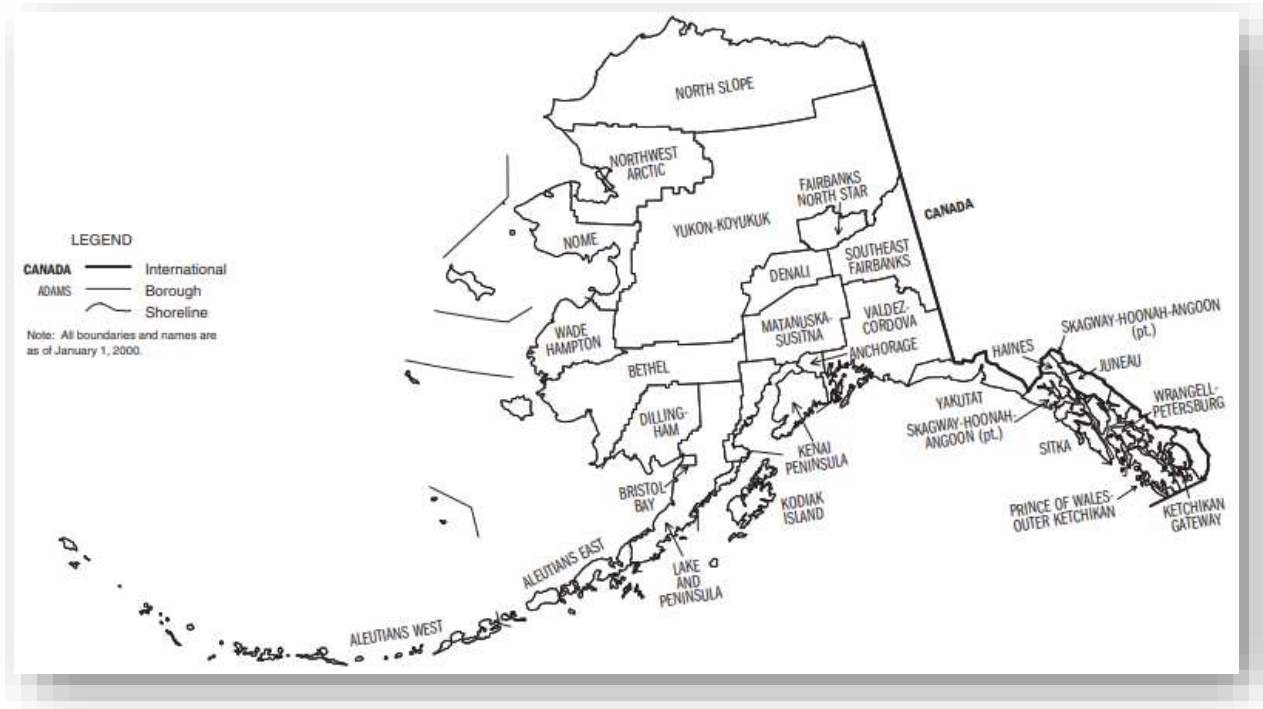 NORTH SLOPE
NORTHWEST
ARCTIC
FAIRBANKS
NORTH STAR
CANADA
YUKON-KOYUKUK
NOME
SOUTHEAST
FAIRBANKS
DENALI
LEGEND
CANADA International
ADAMS Borough
Shoreline
Note: All boundaries and names are
as of January 1, 2000.
WADE
HAMPTON
MATANUSKA-
SUSITNA
VALDEZ-
CORDOVA
SKAGWAY-HOONAH-ANGOON
(pt.)
HAINES
JUNEAU
ANCHORAGE
BETHEL
YAKUTAT
WRANGELL-
PETERSBURG
SKAGWAY-HOONAH-
ANGOON (pt.)
DILLING-
HAM
SITKA
KENAI
PENINSULA
BRISTOL
BAY
KODIAK
ISLAND
PRINCE OF WALES-
OUTER KETCHIKAN
KETCHIKAN
GATEWAY
ALEUTIANS EAST
LAKE
AND
PENINSULA
ALEUTIANS WEST